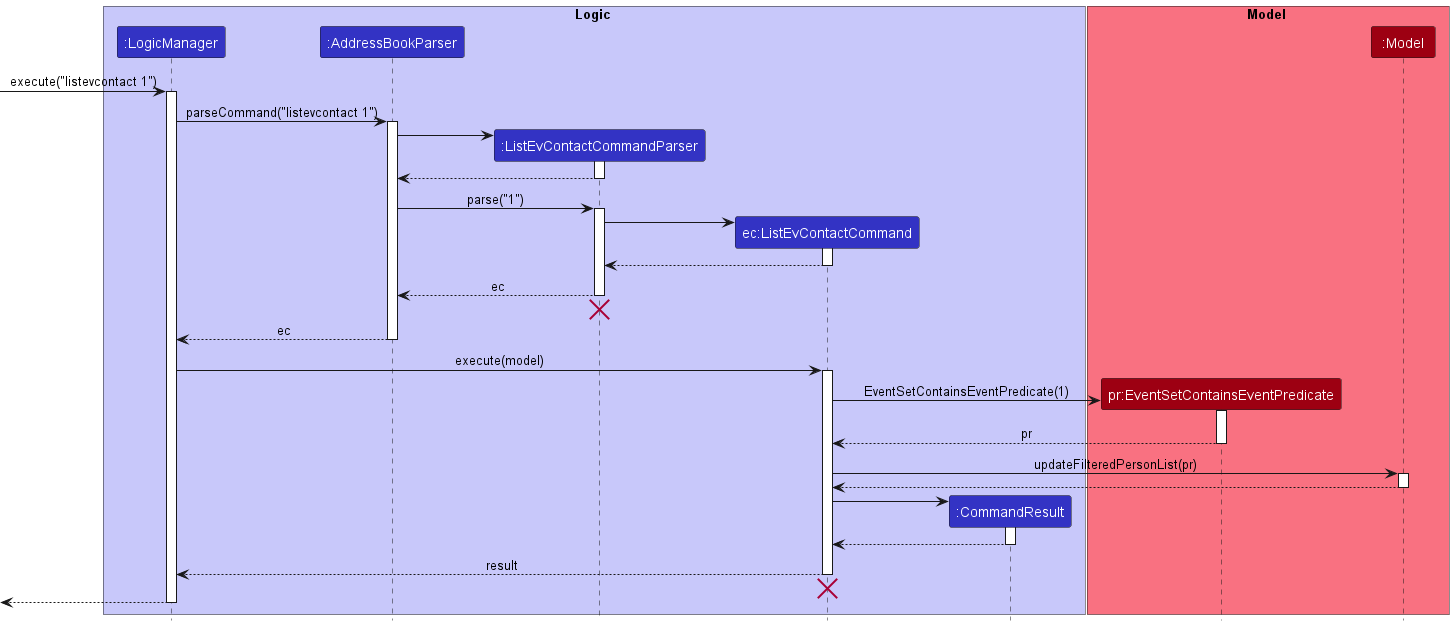 Logic
Model
:LogicManager
:AddressBookParser
:Model
execute("listevcontact 1")
parseCommand("listevcontact 1")
:ListEvContactCommandParser
parse("1")
ec:ListEvContactCommand
ec
ec
execute(model)
EventSetContainsEventPredicate(1)
pr:EventSetContainsEventPredicate
pr
updateFilteredPersonList(pr)
:CommandResult
result